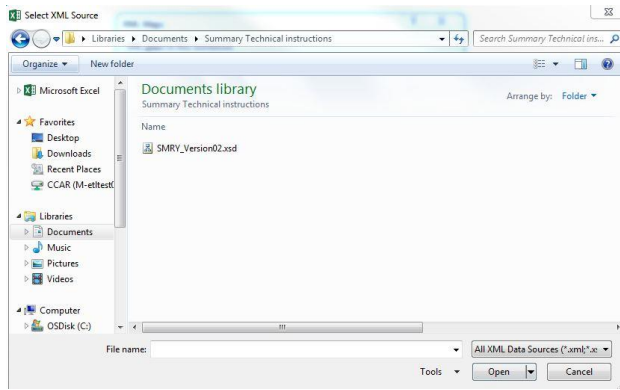 Select XML Source
Libraries Documents Summary Technical instructions
Search Summary Technical ins...
Organize New folder
Microsoft Excel
Favorites
Desktop
Downloads
Recent Places
CCAR (M-etltest(
Libraries
Documents
Music
Pictures
Videos
Computer
OSDisk (C:)
Documents library
Summary Technical instructions
Arrange by: Folder
Name
SMRY_Version02.xsd
File name:
All XML Data Sources (*.xml;*.x
Tools Open Cancel